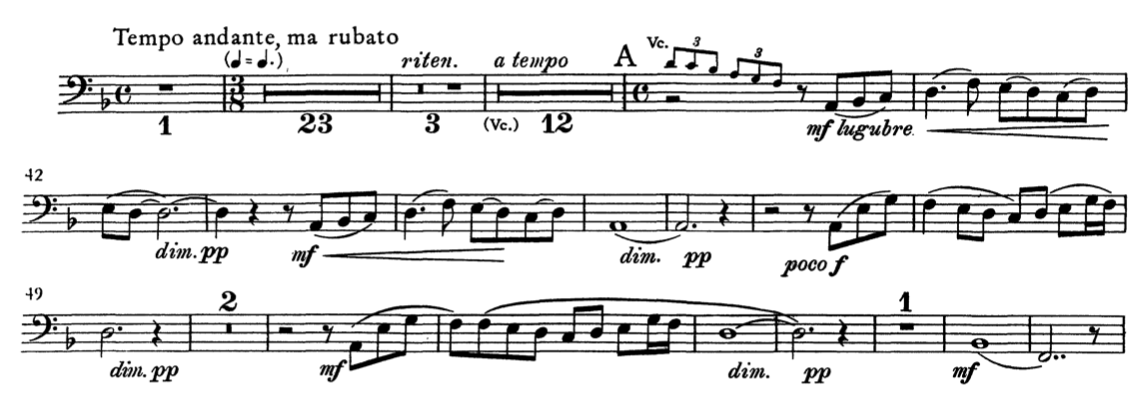 Tempo andante, ma rubato
(♩=♩.) riten. a tempo A Vc. 3 3
1 23 3 (Vc.) 12 mf lugubre
42
dim. pp mf dim. pp poco f
49 2 1
dim. pp mf dim. pp mf